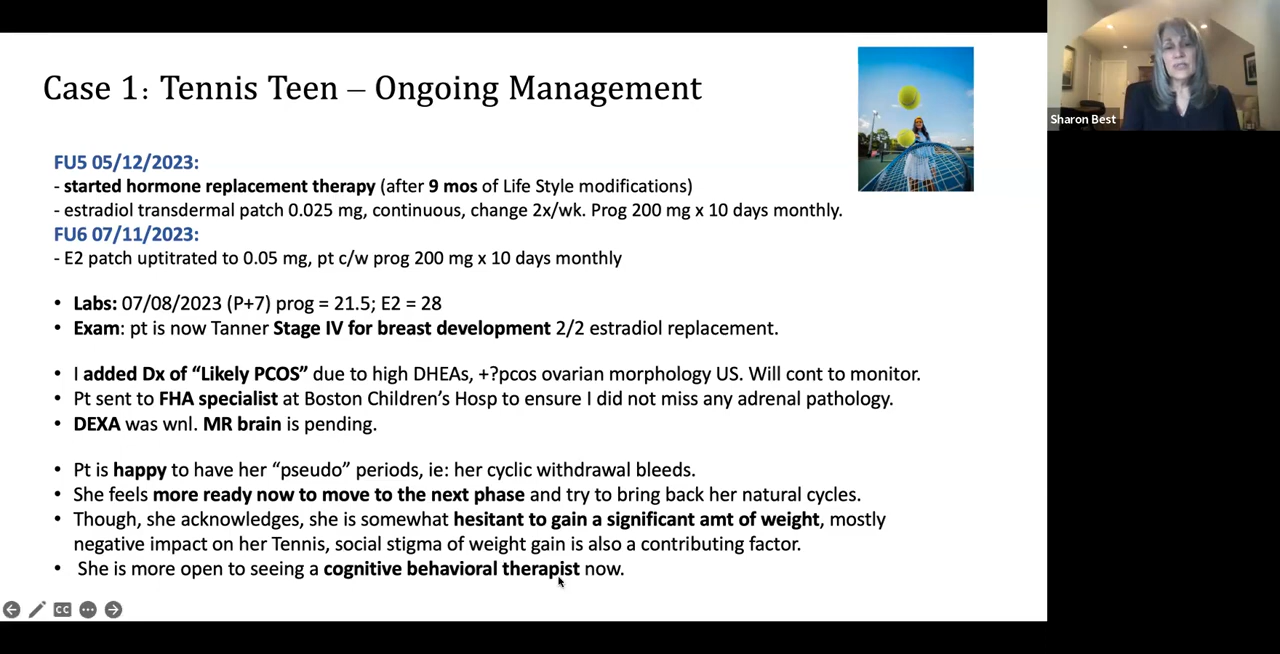 Case 1: Tennis Teen – Ongoing Management
Sharon Best
FU5 05/12/2023:
- started hormone replacement therapy (after 9 mos of Life Style modifications)
- estradiol transdermal patch 0.025 mg, continuous, change 2x/wk. Prog 200 mg x 10 days monthly.
FU6 07/11/2023:
- E2 patch uptitrated to 0.05 mg, pt c/w prog 200 mg x 10 days monthly
• Labs: 07/08/2023 (P+7) prog = 21.5; E2 = 28
• Exam: pt is now Tanner Stage IV for breast development 2/2 estradiol replacement.
• I added Dx of “Likely PCOS” due to high DHEAs, +?pcos ovarian morphology US. Will cont to monitor.
• Pt sent to FHA specialist at Boston Children’s Hosp to ensure I did not miss any adrenal pathology.
• DEXA was wnl. MR brain is pending.
• Pt is happy to have her “pseudo” periods, ie: her cyclic withdrawal bleeds.
• She feels more ready now to move to the next phase and try to bring back her natural cycles.
• Though, she acknowledges, she is somewhat hesitant to gain a significant amt of weight, mostly
negative impact on her Tennis, social stigma of weight gain is also a contributing factor.
• She is more open to seeing a cognitive behavioral therapist now.
CC